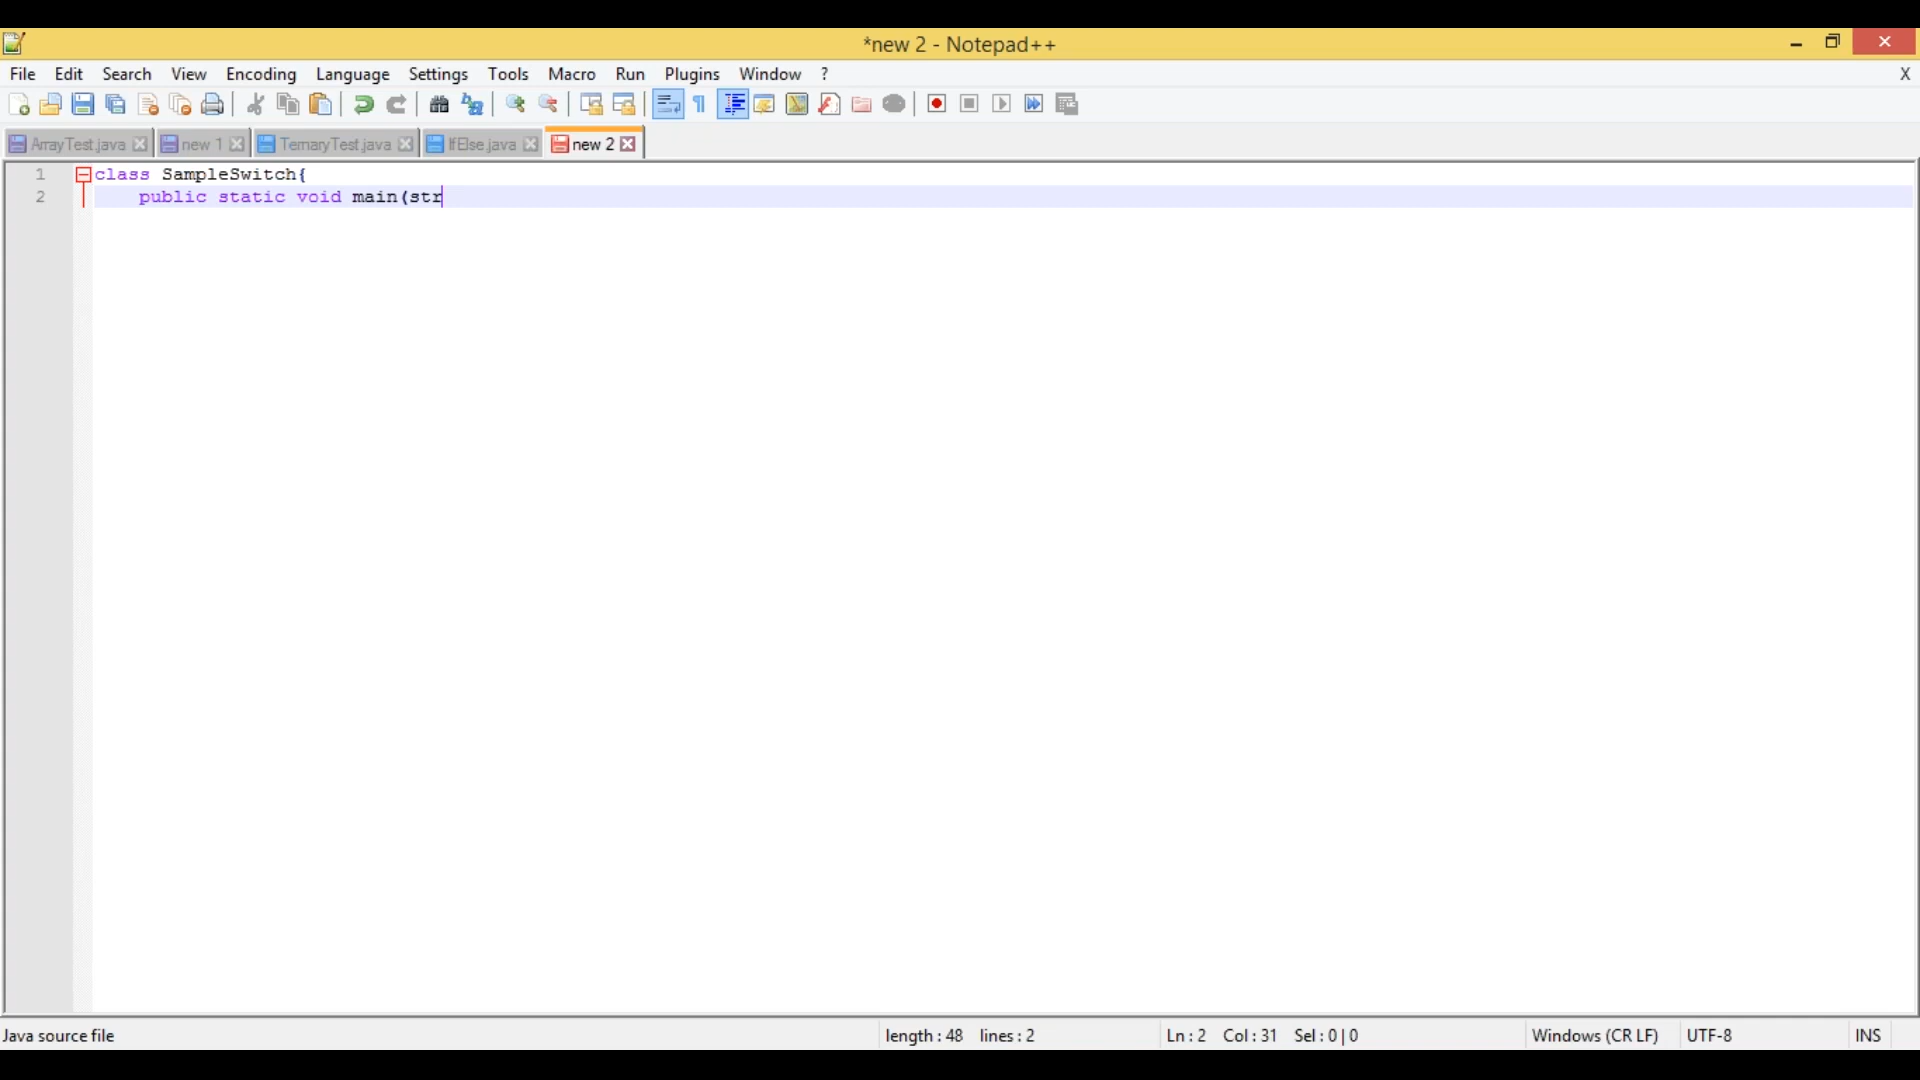 *new 2 - Notepad++
File Edit Search View Encoding Language Settings Tools Macro Run Plugins Window ? X
ArrayTest.java new 1 TernaryTest.java IfElse.java new 2
1 class SampleSwitch{
2 public static void main(str
Java source file length : 48 lines : 2 Ln : 2 Col : 31 Sel : 0 | 0 Windows (CR LF) UTF-8 INS